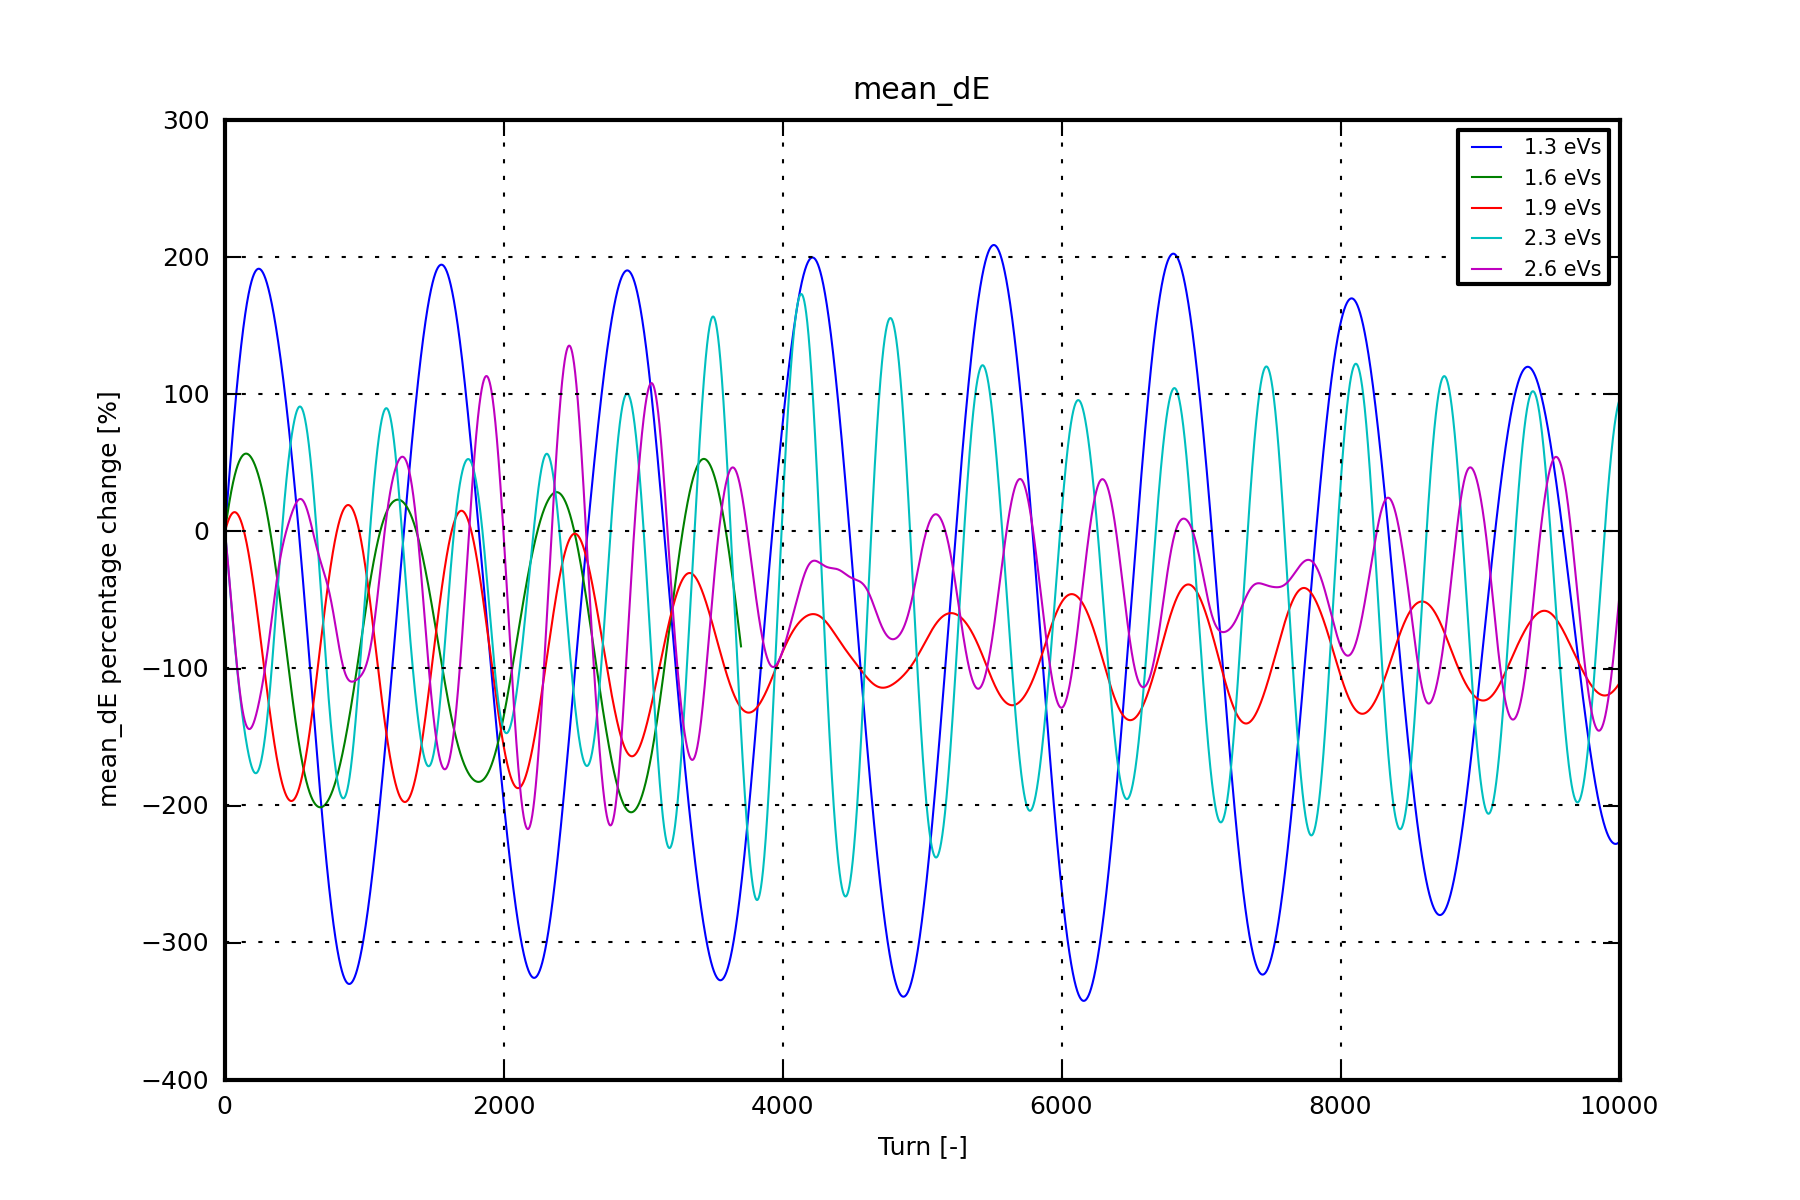 mean_dE
300
200
100
0
−100
−200
−300
−400
mean_dE percentage change [%]
1.3 eVs
1.6 eVs
1.9 eVs
2.3 eVs
2.6 eVs
0 2000 4000 6000 8000 10000
Turn [-]